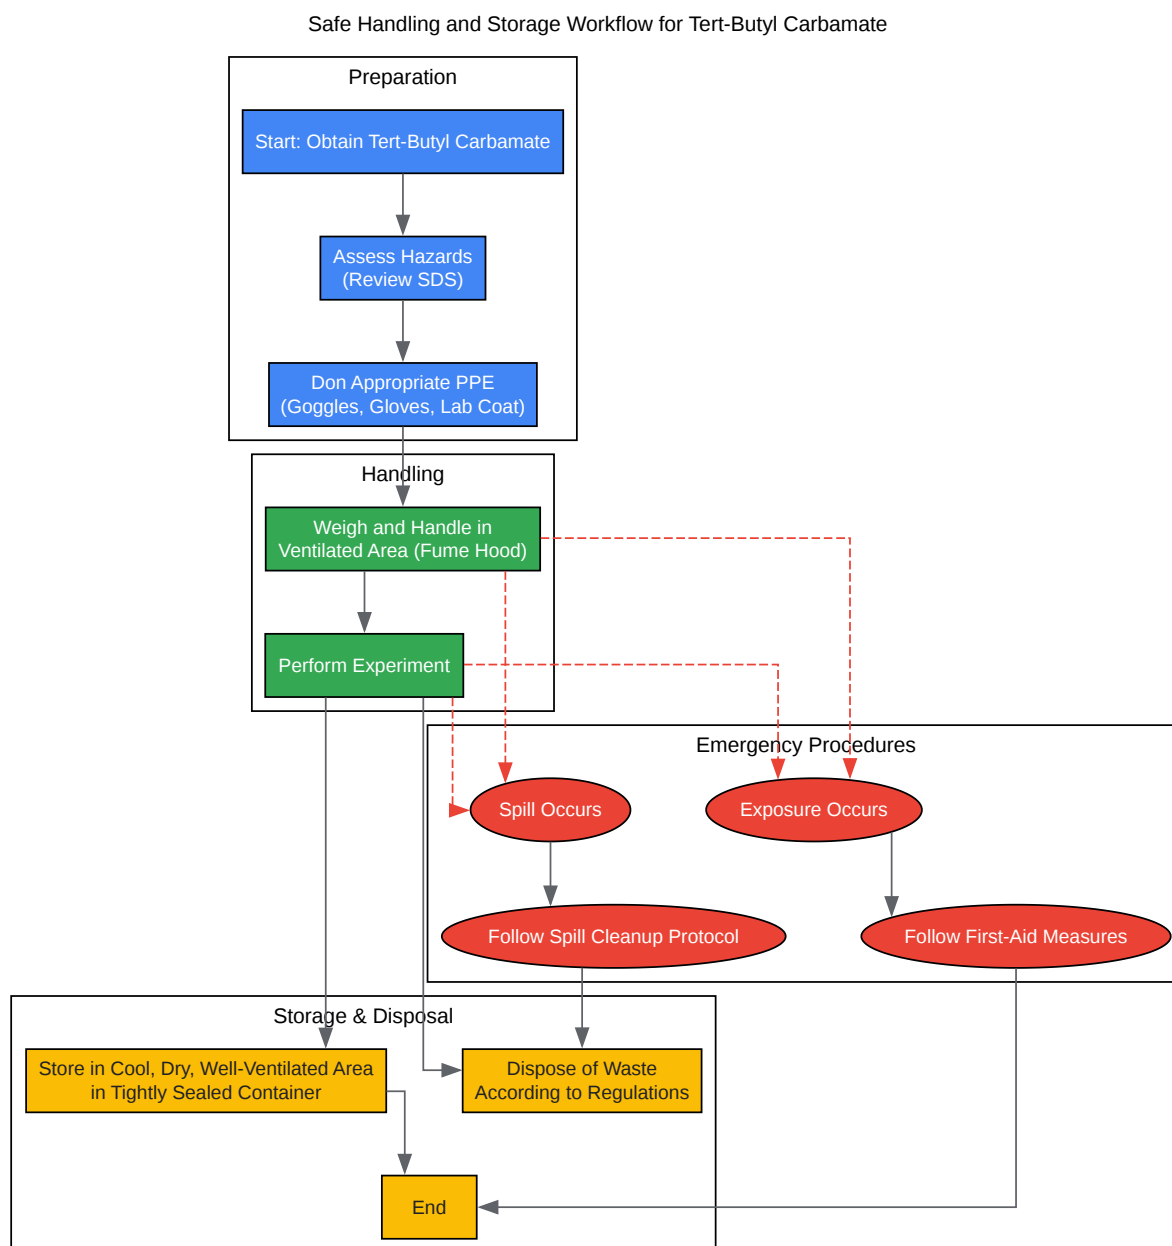 Safe Handling and Storage Workflow for Tert-Butyl Carbamate
Preparation
Start: Obtain Tert-Butyl Carbamate
Assess Hazards
(Review SDS)
Don Appropriate PPE
(Goggles, Gloves, Lab Coat)
Handling
Weigh and Handle in
Ventilated Area (Fume Hood)
Perform Experiment
Emergency Procedures
Spill Occurs
Exposure Occurs
Follow Spill Cleanup Protocol
Follow First-Aid Measures
Storage & Disposal
Store in Cool, Dry, Well-Ventilated Area
in Tightly Sealed Container
Dispose of Waste
According to Regulations
End